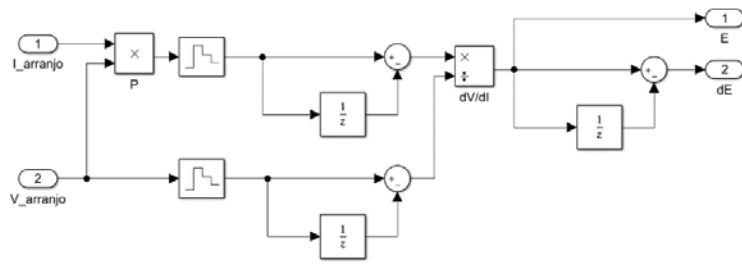 1
I_arranjo
×
P
+
−
1
z
×
÷
dV/dI
1
E
+
−
2
dE
1
z
2
V_arranjo
+
−
1
z